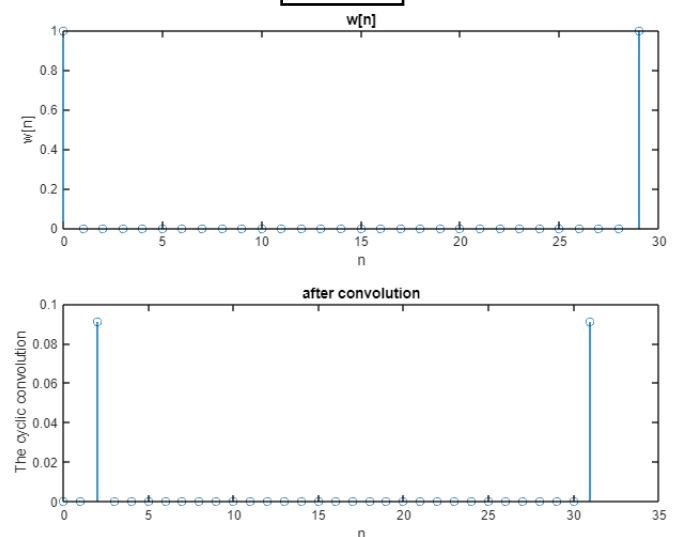 w[n]
1
0.8
0.6
0.4
0.2
0
w[n]
0 5 10 15 20 25 30
n
after convolution
0.1
0.08
0.06
0.04
0.02
0
The cyclic convolution
0 5 10 15 20 25 30 35
n